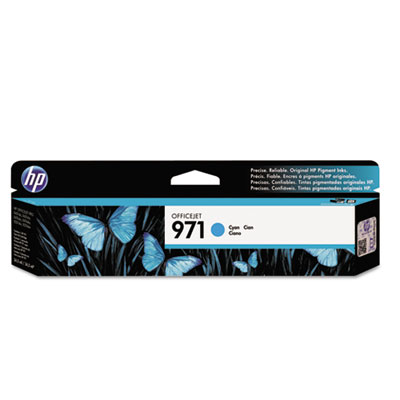 hp
Precise. Reliable. Original HP Pigment Inks.
Précis. Fiable. Encres à pigments HP originales.
Precisas. Confiables. Tintas pigmentadas originales HP.
Precisas. Confiáveis. Tintas pigmentadas originais HP.
OFFICEJET
971
Cyan Cian
Ciano